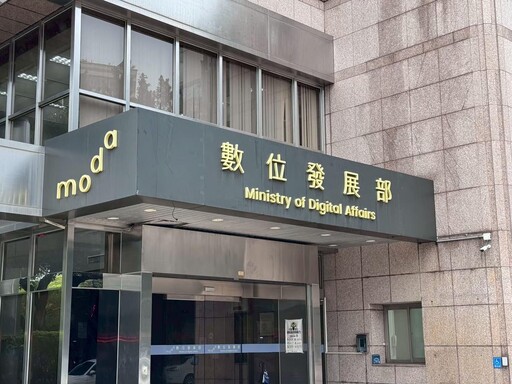 moda
數位發展部
Ministry of Digital Affairs